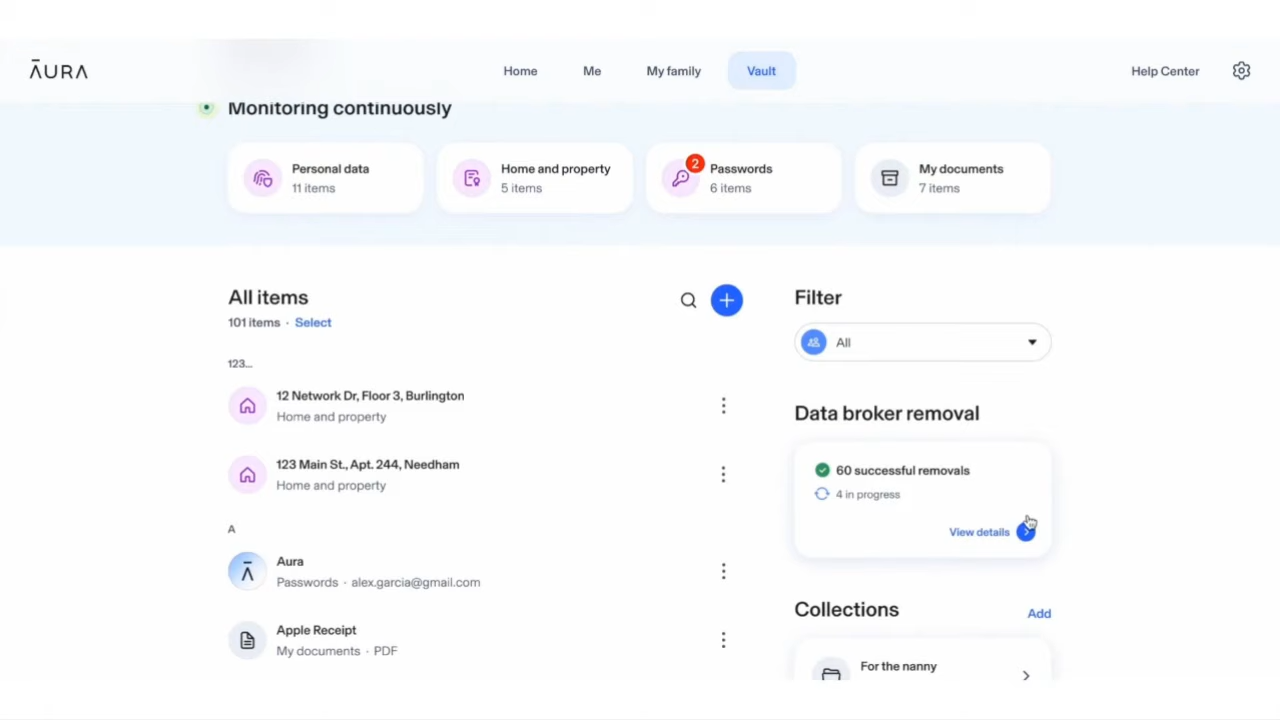 ĀURA
Home
Me
My family
Vault
Help Center
Monitoring continuously
Personal data
11 items
Home and property
5 items
2
Passwords
6 items
My documents
7 items
All items
101 items · Select
123...
12 Network Dr, Floor 3, Burlington
Home and property
123 Main St., Apt. 244, Needham
Home and property
A
Ā
Aura
Passwords · alex.garcia@gmail.com
Apple Receipt
My documents · PDF
Filter
All
Data broker removal
60 successful removals
4 in progress
View details
Collections
Add
For the nanny